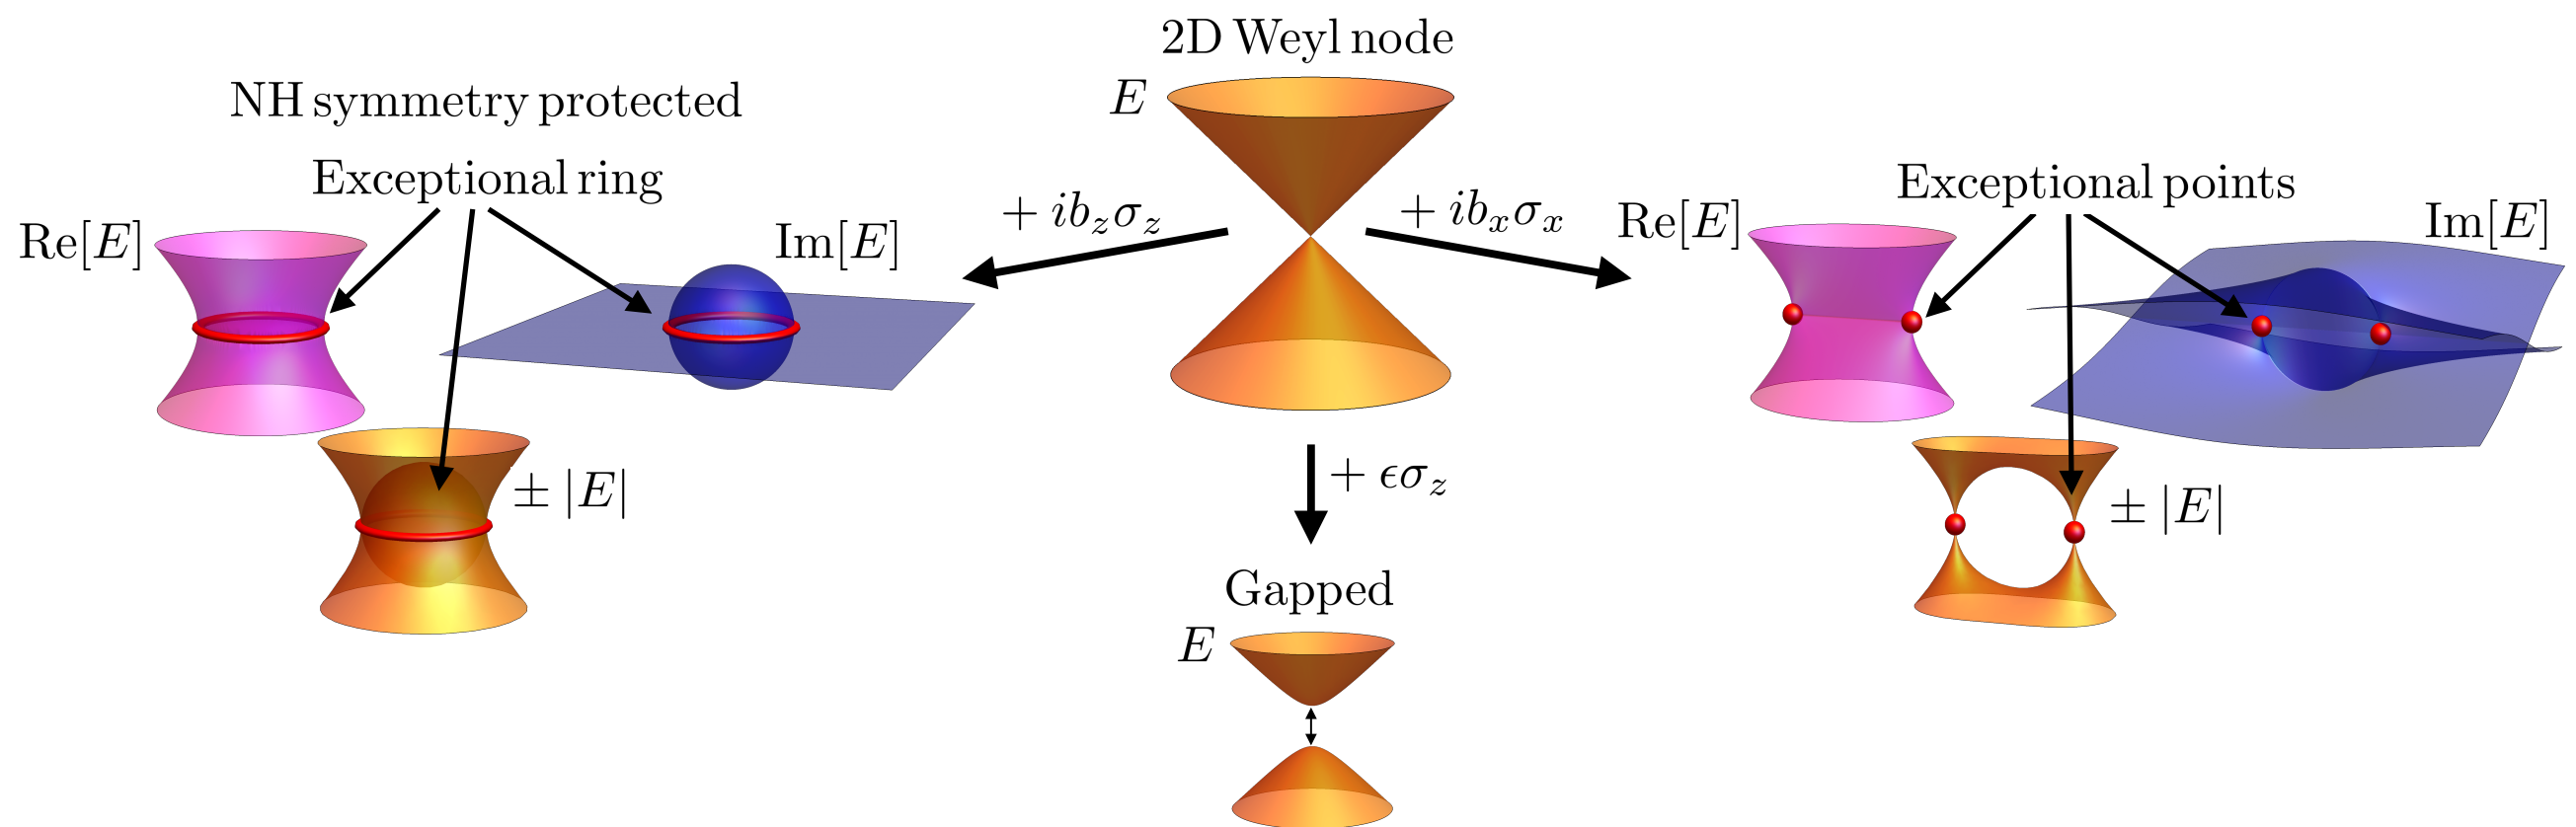 2D Weyl node
E
NH symmetry protected
Exceptional ring
Re[E]
Im[E]
± |E|
+ ib_zσ_z
+ ib_xσ_x
Exceptional points
Re[E]
Im[E]
± |E|
+ ϵσ_z
Gapped
E